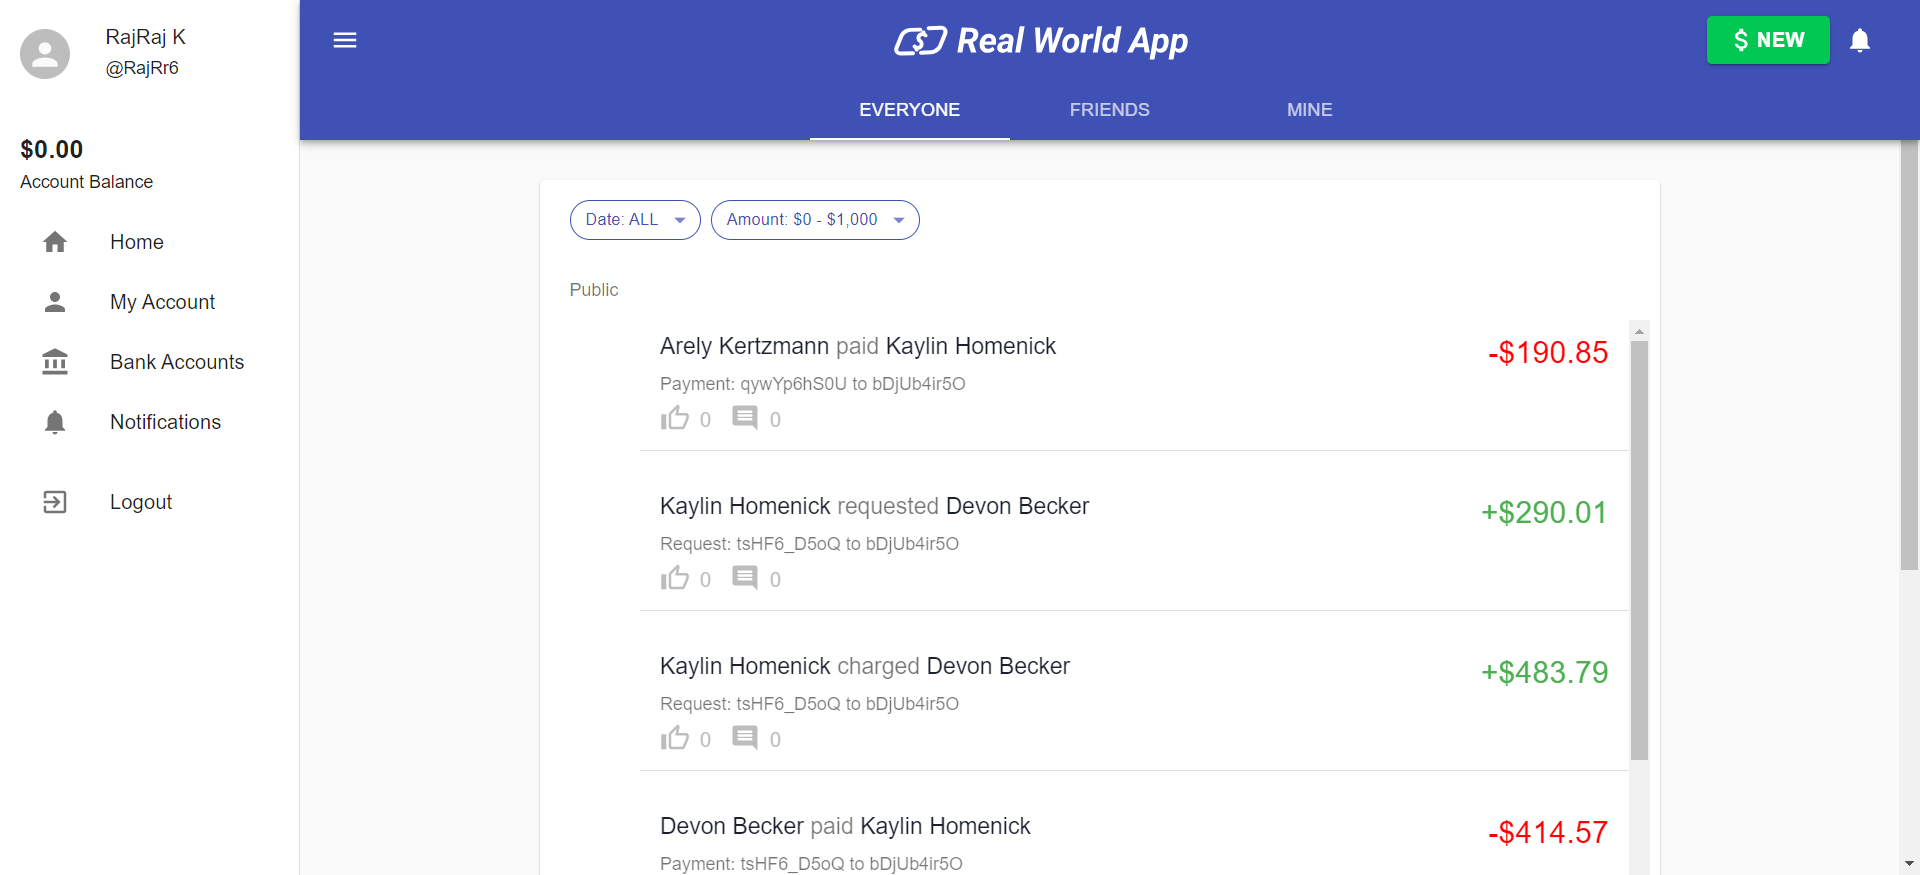 RajRaj K
@RajRr6
$0.00
Account Balance
Home
My Account
Bank Accounts
Notifications
Logout
Real World App
$ NEW
EVERYONE
FRIENDS
MINE
Date: ALL
Amount: $0 - $1,000
Public
Arely Kertzmann paid Kaylin Homenick
-$190.85
Payment: qywYp6hS0U to bDjUb4ir5O
0
0
Kaylin Homenick requested Devon Becker
+$290.01
Request: tsHF6_D5oQ to bDjUb4ir5O
0
0
Kaylin Homenick charged Devon Becker
+$483.79
Request: tsHF6_D5oQ to bDjUb4ir5O
0
0
Devon Becker paid Kaylin Homenick
-$414.57
Payment: tsHF6_D5oQ to bDjUb4ir5O